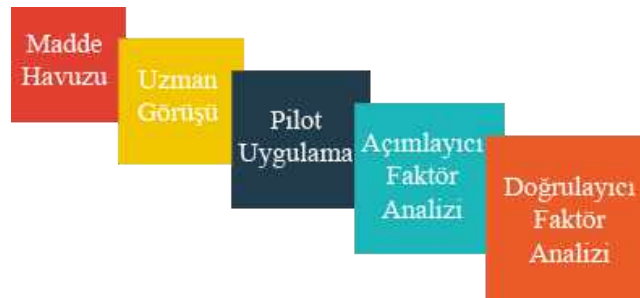 Madde
Havuzu
Uzman
Görüşü
Pilot
Uygulama
Açımlayıcı
Faktör
Analizi
Doğrulayıcı
Faktör
Analizi